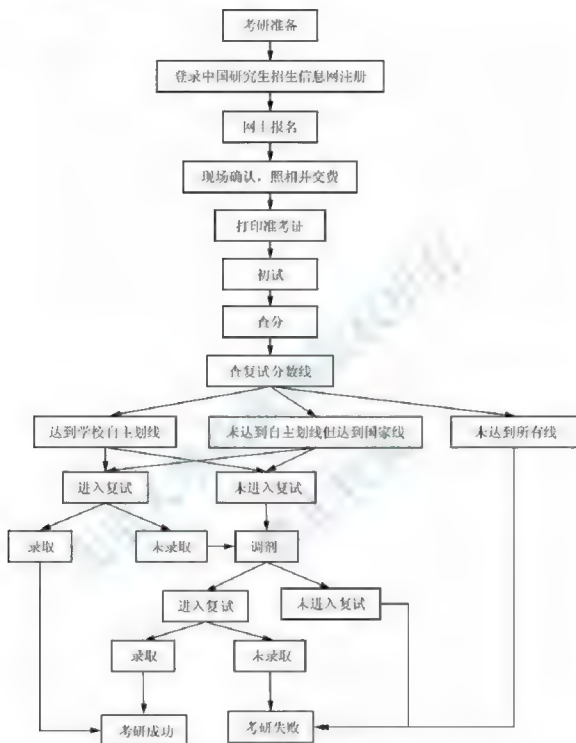 考研准备
登录中国研究生招生信息网注册
网上报名
现场确认，照相并交费
打印准考证
初试
查分
查复试分数线
达到学校自主划线
未达到自主划线但达到国家线
未达到所有线
进入复试
未进入复试
录取
未录取
调剂
进入复试
未进入复试
录取
未录取
考研成功
考研失败